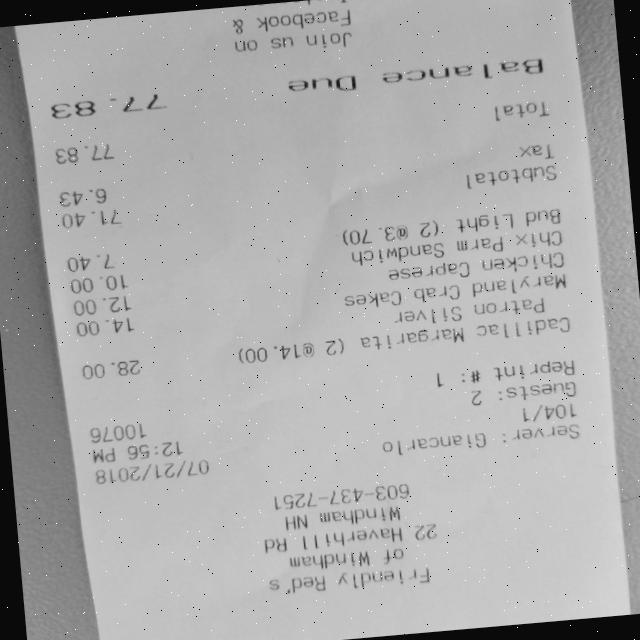 Friendly Red's
of Windham
22 Haverhill Rd
Windham NH
603-437-7251
Server: Giancarlo 07/21/2018
104/1 12:56 PM
Guests: 2 10076
Reprint #: 1
Cadillac Margarita (2 @14.00) 28.00
Patron Silver
Maryland Crab Cakes 14.00
Chicken Caprese 12.00
Chix Parm Sandwich 10.00
Bud Light (2 @3.70) 7.40
Subtotal 71.40
Tax 6.43
Total 77.83
Balance Due 77.83
Join us on
Facebook &